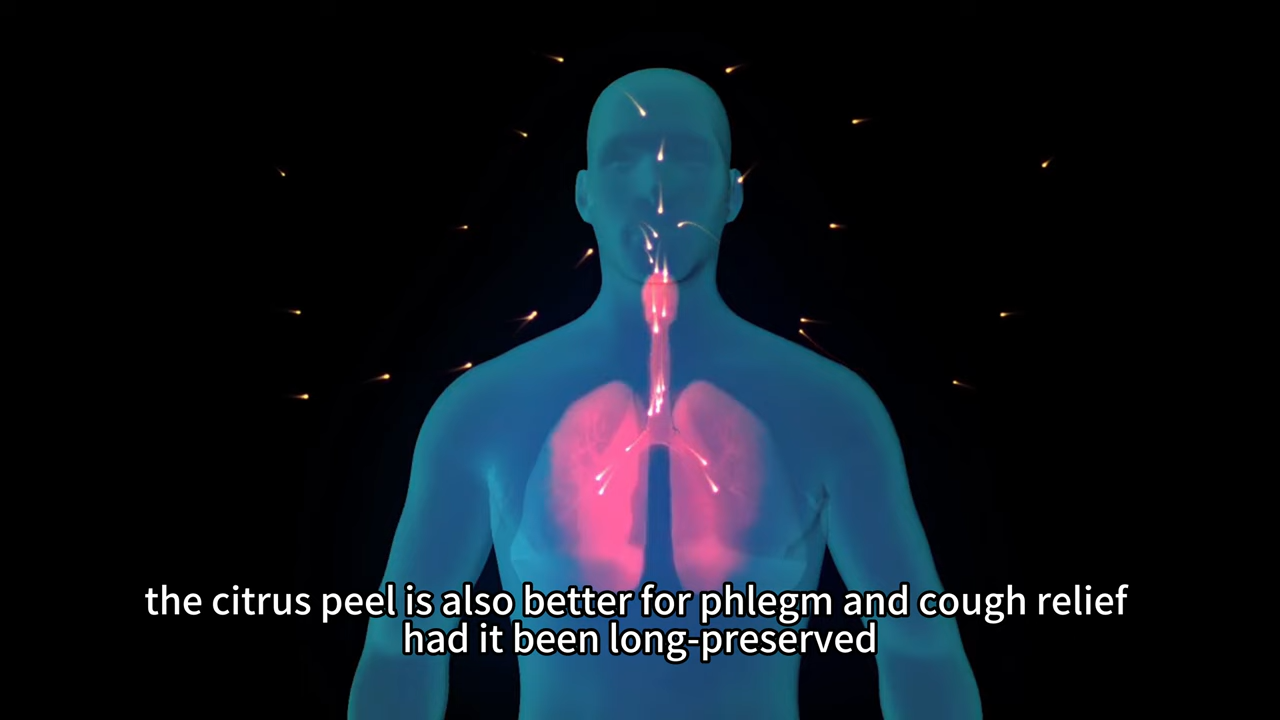 the citrus peel is also better for phlegm and cough relief
had it been long-preserved